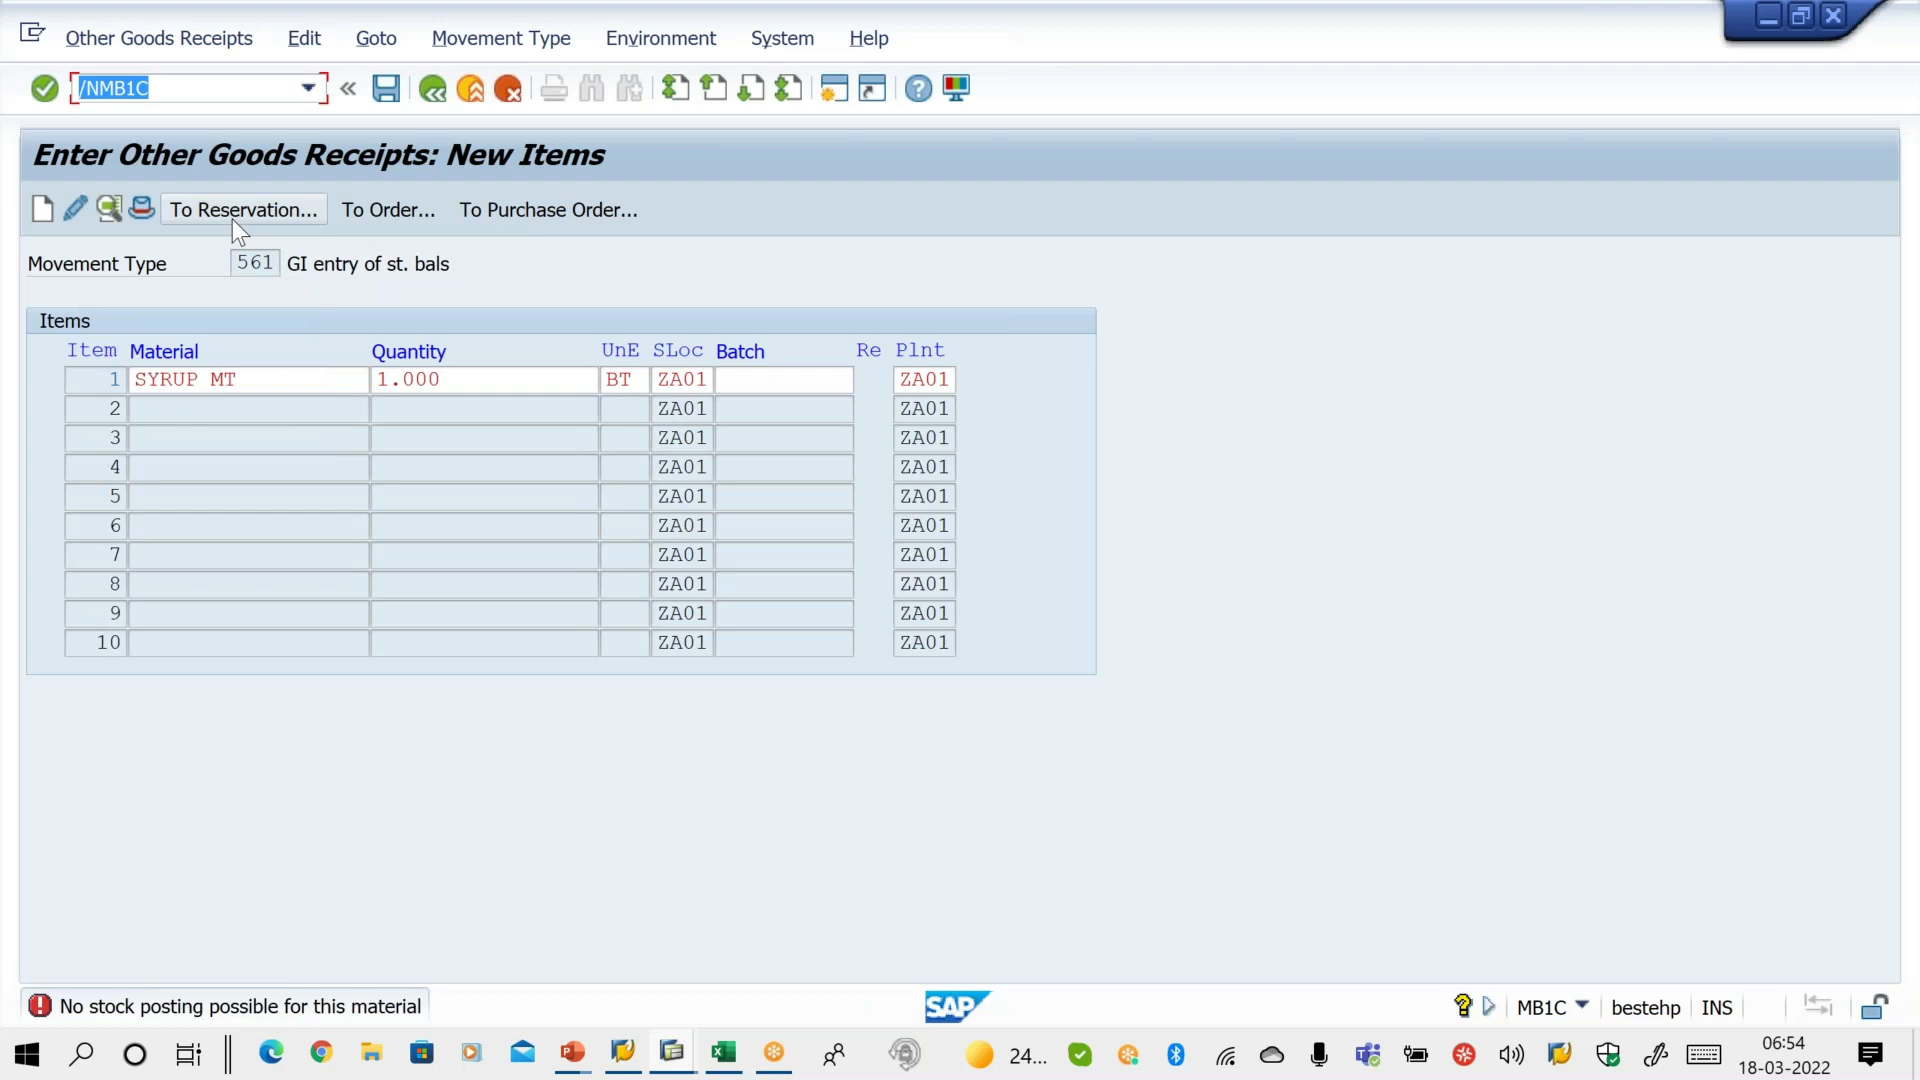 Other Goods Receipts Edit Goto Movement Type Environment System Help
/NMB1C
Enter Other Goods Receipts: New Items
To Reservation... To Order... To Purchase Order...
Movement Type 561 GI entry of st. bals
Items
Item Material Quantity UnE SLoc Batch Re Plnt
1 SYRUP MT 1.000 BT ZA01 ZA01
2 ZA01 ZA01
3 ZA01 ZA01
4 ZA01 ZA01
5 ZA01 ZA01
6 ZA01 ZA01
7 ZA01 ZA01
8 ZA01 ZA01
9 ZA01 ZA01
10 ZA01 ZA01
No stock posting possible for this material SAP MB1C bestehp INS
24... 06:54
18-03-2022